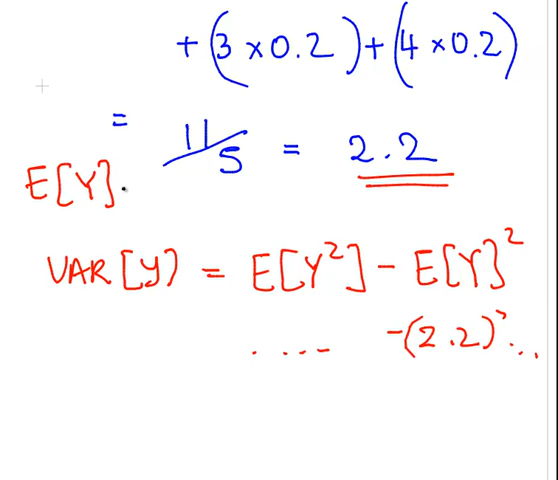 +(3 × 0.2)+(4 × 0.2)
= 11/5 = 2.2
E[Y].
VAR[Y) = E[Y²] - E[Y]²
.... -(2.2)² ...